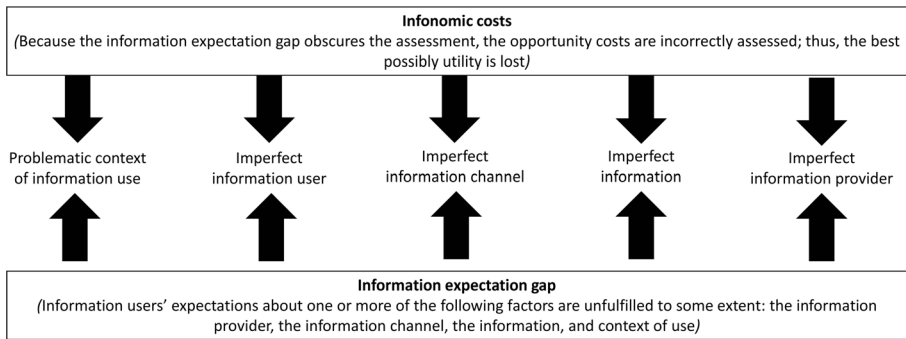 Infonomic costs
(Because the information expectation gap obscures the assessment, the opportunity costs are incorrectly assessed; thus, the best
possibly utility is lost)
Problematic context
of information use
Imperfect
information user
Imperfect
information channel
Imperfect
information
Imperfect
information provider
Information expectation gap
(Information users’ expectations about one or more of the following factors are unfulfilled to some extent: the information
provider, the information channel, the information, and context of use)